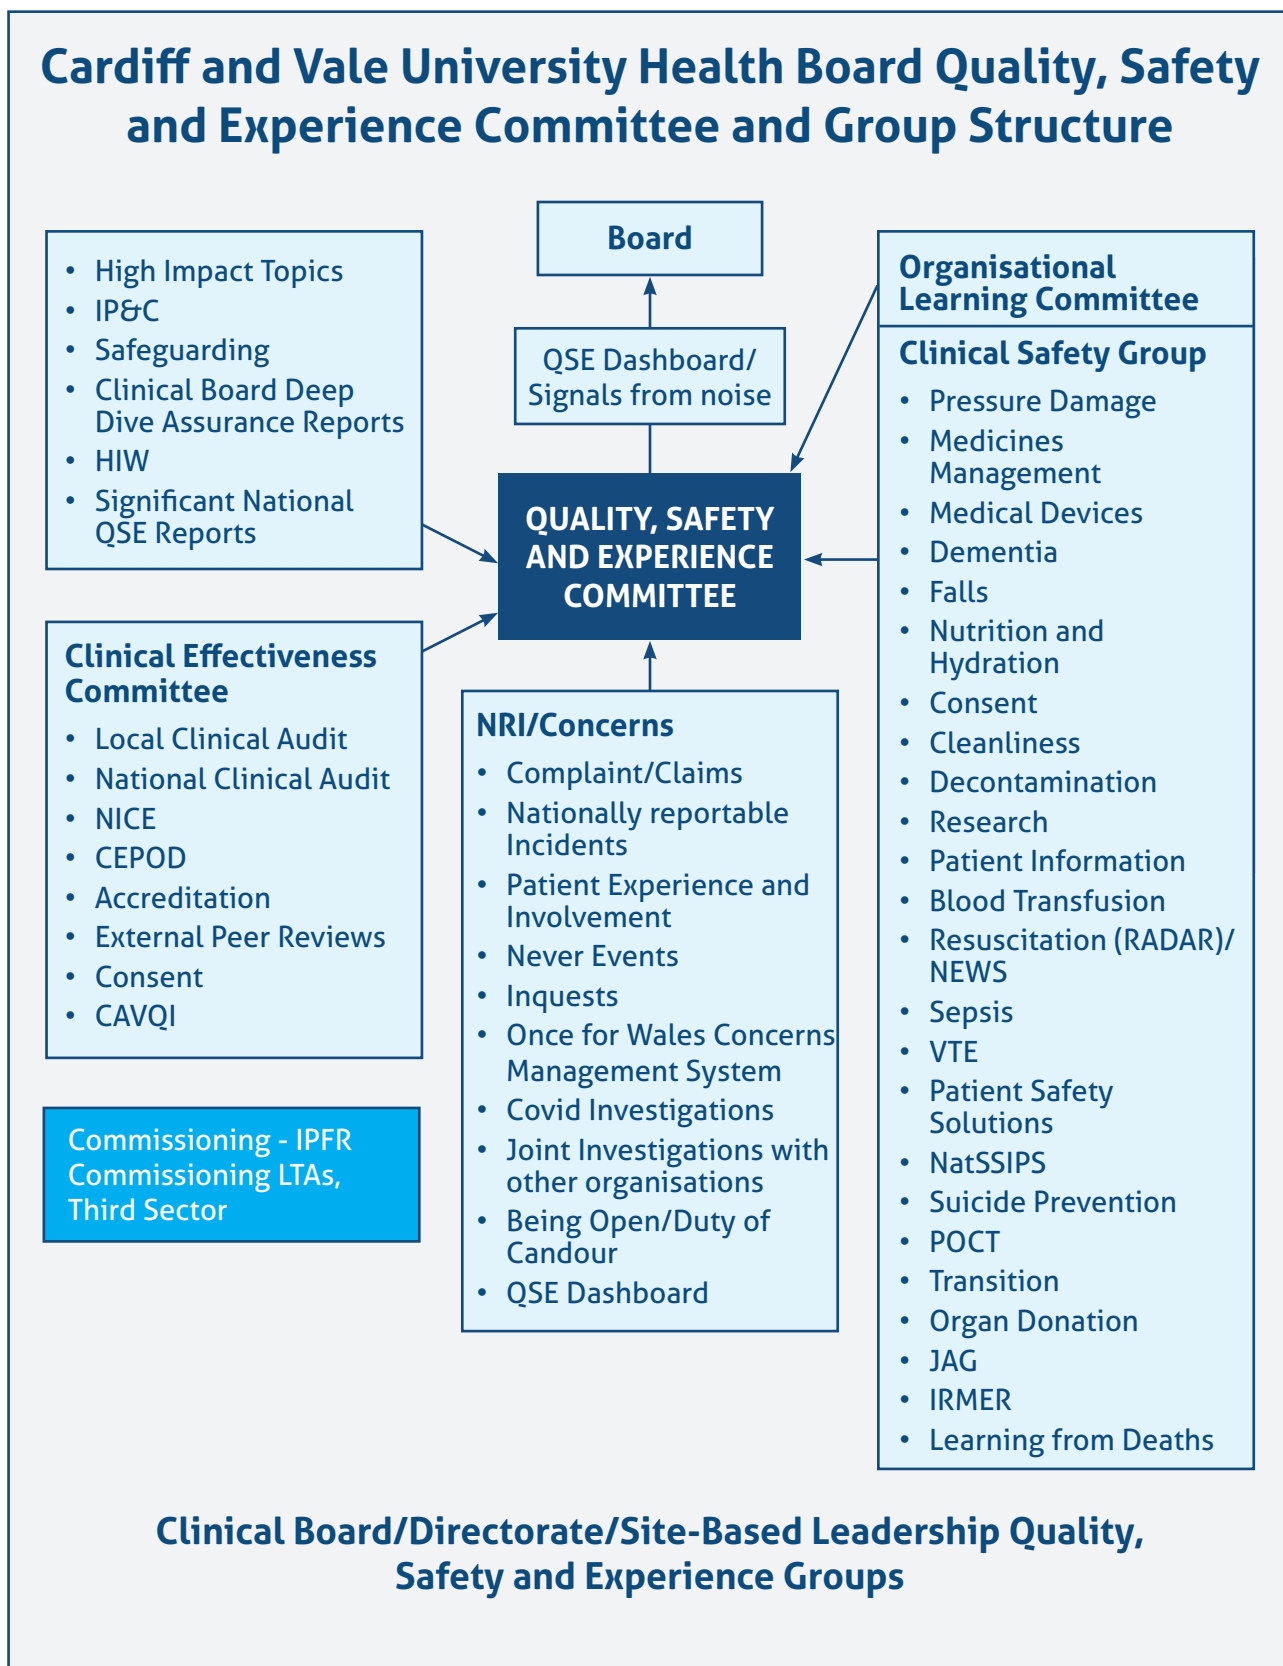 Cardiff and Vale University Health Board Quality, Safety
and Experience Committee and Group Structure
Board
QSE Dashboard/
Signals from noise
QUALITY, SAFETY
AND EXPERIENCE
COMMITTEE
• High Impact Topics
• IP&C
• Safeguarding
• Clinical Board Deep
Dive Assurance Reports
• HIW
• Significant National
QSE Reports
Clinical Effectiveness
Committee
• Local Clinical Audit
• National Clinical Audit
• NICE
• CEPOD
• Accreditation
• External Peer Reviews
• Consent
• CAVQI
Commissioning - IPFR
Commissioning LTAs,
Third Sector
NRI/Concerns
• Complaint/Claims
• Nationally reportable
Incidents
• Patient Experience and
Involvement
• Never Events
• Inquests
• Once for Wales Concerns
Management System
• Covid Investigations
• Joint Investigations with
other organisations
• Being Open/Duty of
Candour
• QSE Dashboard
Organisational
Learning Committee
Clinical Safety Group
• Pressure Damage
• Medicines
Management
• Medical Devices
• Dementia
• Falls
• Nutrition and
Hydration
• Consent
• Cleanliness
• Decontamination
• Research
• Patient Information
• Blood Transfusion
• Resuscitation (RADAR)/
NEWS
• Sepsis
• VTE
• Patient Safety
Solutions
• NatSSIPS
• Suicide Prevention
• POCT
• Transition
• Organ Donation
• JAG
• IRMER
• Learning from Deaths
Clinical Board/Directorate/Site-Based Leadership Quality,
Safety and Experience Groups